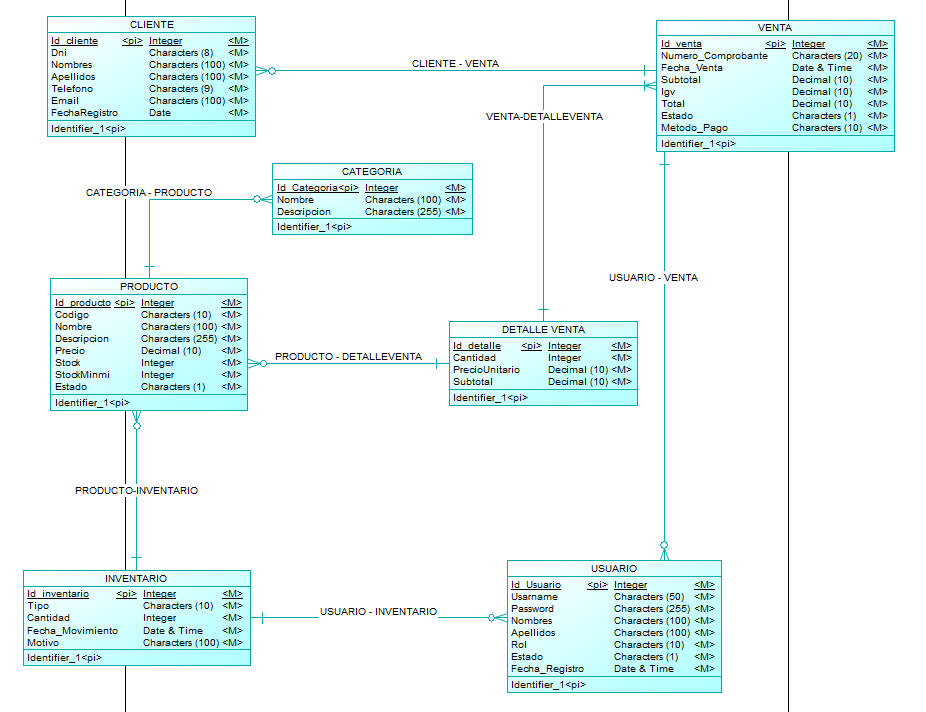 CLIENTE
Id_cliente <pi> Integer <M>
Dni Characters (8) <M>
Nombres Characters (100) <M>
Apellidos Characters (100) <M>
Telefono Characters (9) <M>
Email Characters (100) <M>
FechaRegistro Date <M>
Identifier_1<pi>
VENTA
Id_venta <pi> Integer <M>
Numero_Comprobante Characters (20) <M>
Fecha_Venta Date & Time <M>
Subtotal Decimal (10) <M>
Igv Decimal (10) <M>
Total Decimal (10) <M>
Estado Characters (1) <M>
Metodo_Pago Characters (10) <M>
Identifier_1<pi>
CLIENTE - VENTA
VENTA-DETALLEVENTA
CATEGORIA - PRODUCTO
CATEGORIA
Id_Categoria<pi> Integer <M>
Nombre Characters (100) <M>
Descripcion Characters (255) <M>
Identifier_1<pi>
USUARIO - VENTA
PRODUCTO
Id_producto <pi> Integer <M>
Codigo Characters (10) <M>
Nombre Characters (100) <M>
Descripcion Characters (255) <M>
Precio Decimal (10) <M>
Stock Integer <M>
StockMinmi Integer <M>
Estado Characters (1) <M>
Identifier_1<pi>
PRODUCTO - DETALLEVENTA
DETALLE VENTA
Id_detalle <pi> Integer <M>
Cantidad Integer <M>
PrecioUnitario Decimal (10) <M>
Subtotal Decimal (10) <M>
Identifier_1<pi>
PRODUCTO-INVENTARIO
INVENTARIO
Id_inventario <pi> Integer <M>
Tipo Characters (10) <M>
Cantidad Integer <M>
Fecha_Movimiento Date & Time <M>
Motivo Characters (100) <M>
Identifier_1<pi>
USUARIO - INVENTARIO
USUARIO
Id_Usuario <pi> Integer <M>
Usarname Characters (50) <M>
Password Characters (255) <M>
Nombres Characters (100) <M>
Apellidos Characters (100) <M>
Rol Characters (10) <M>
Estado Characters (1) <M>
Fecha_Registro Date & Time <M>
Identifier_1<pi>